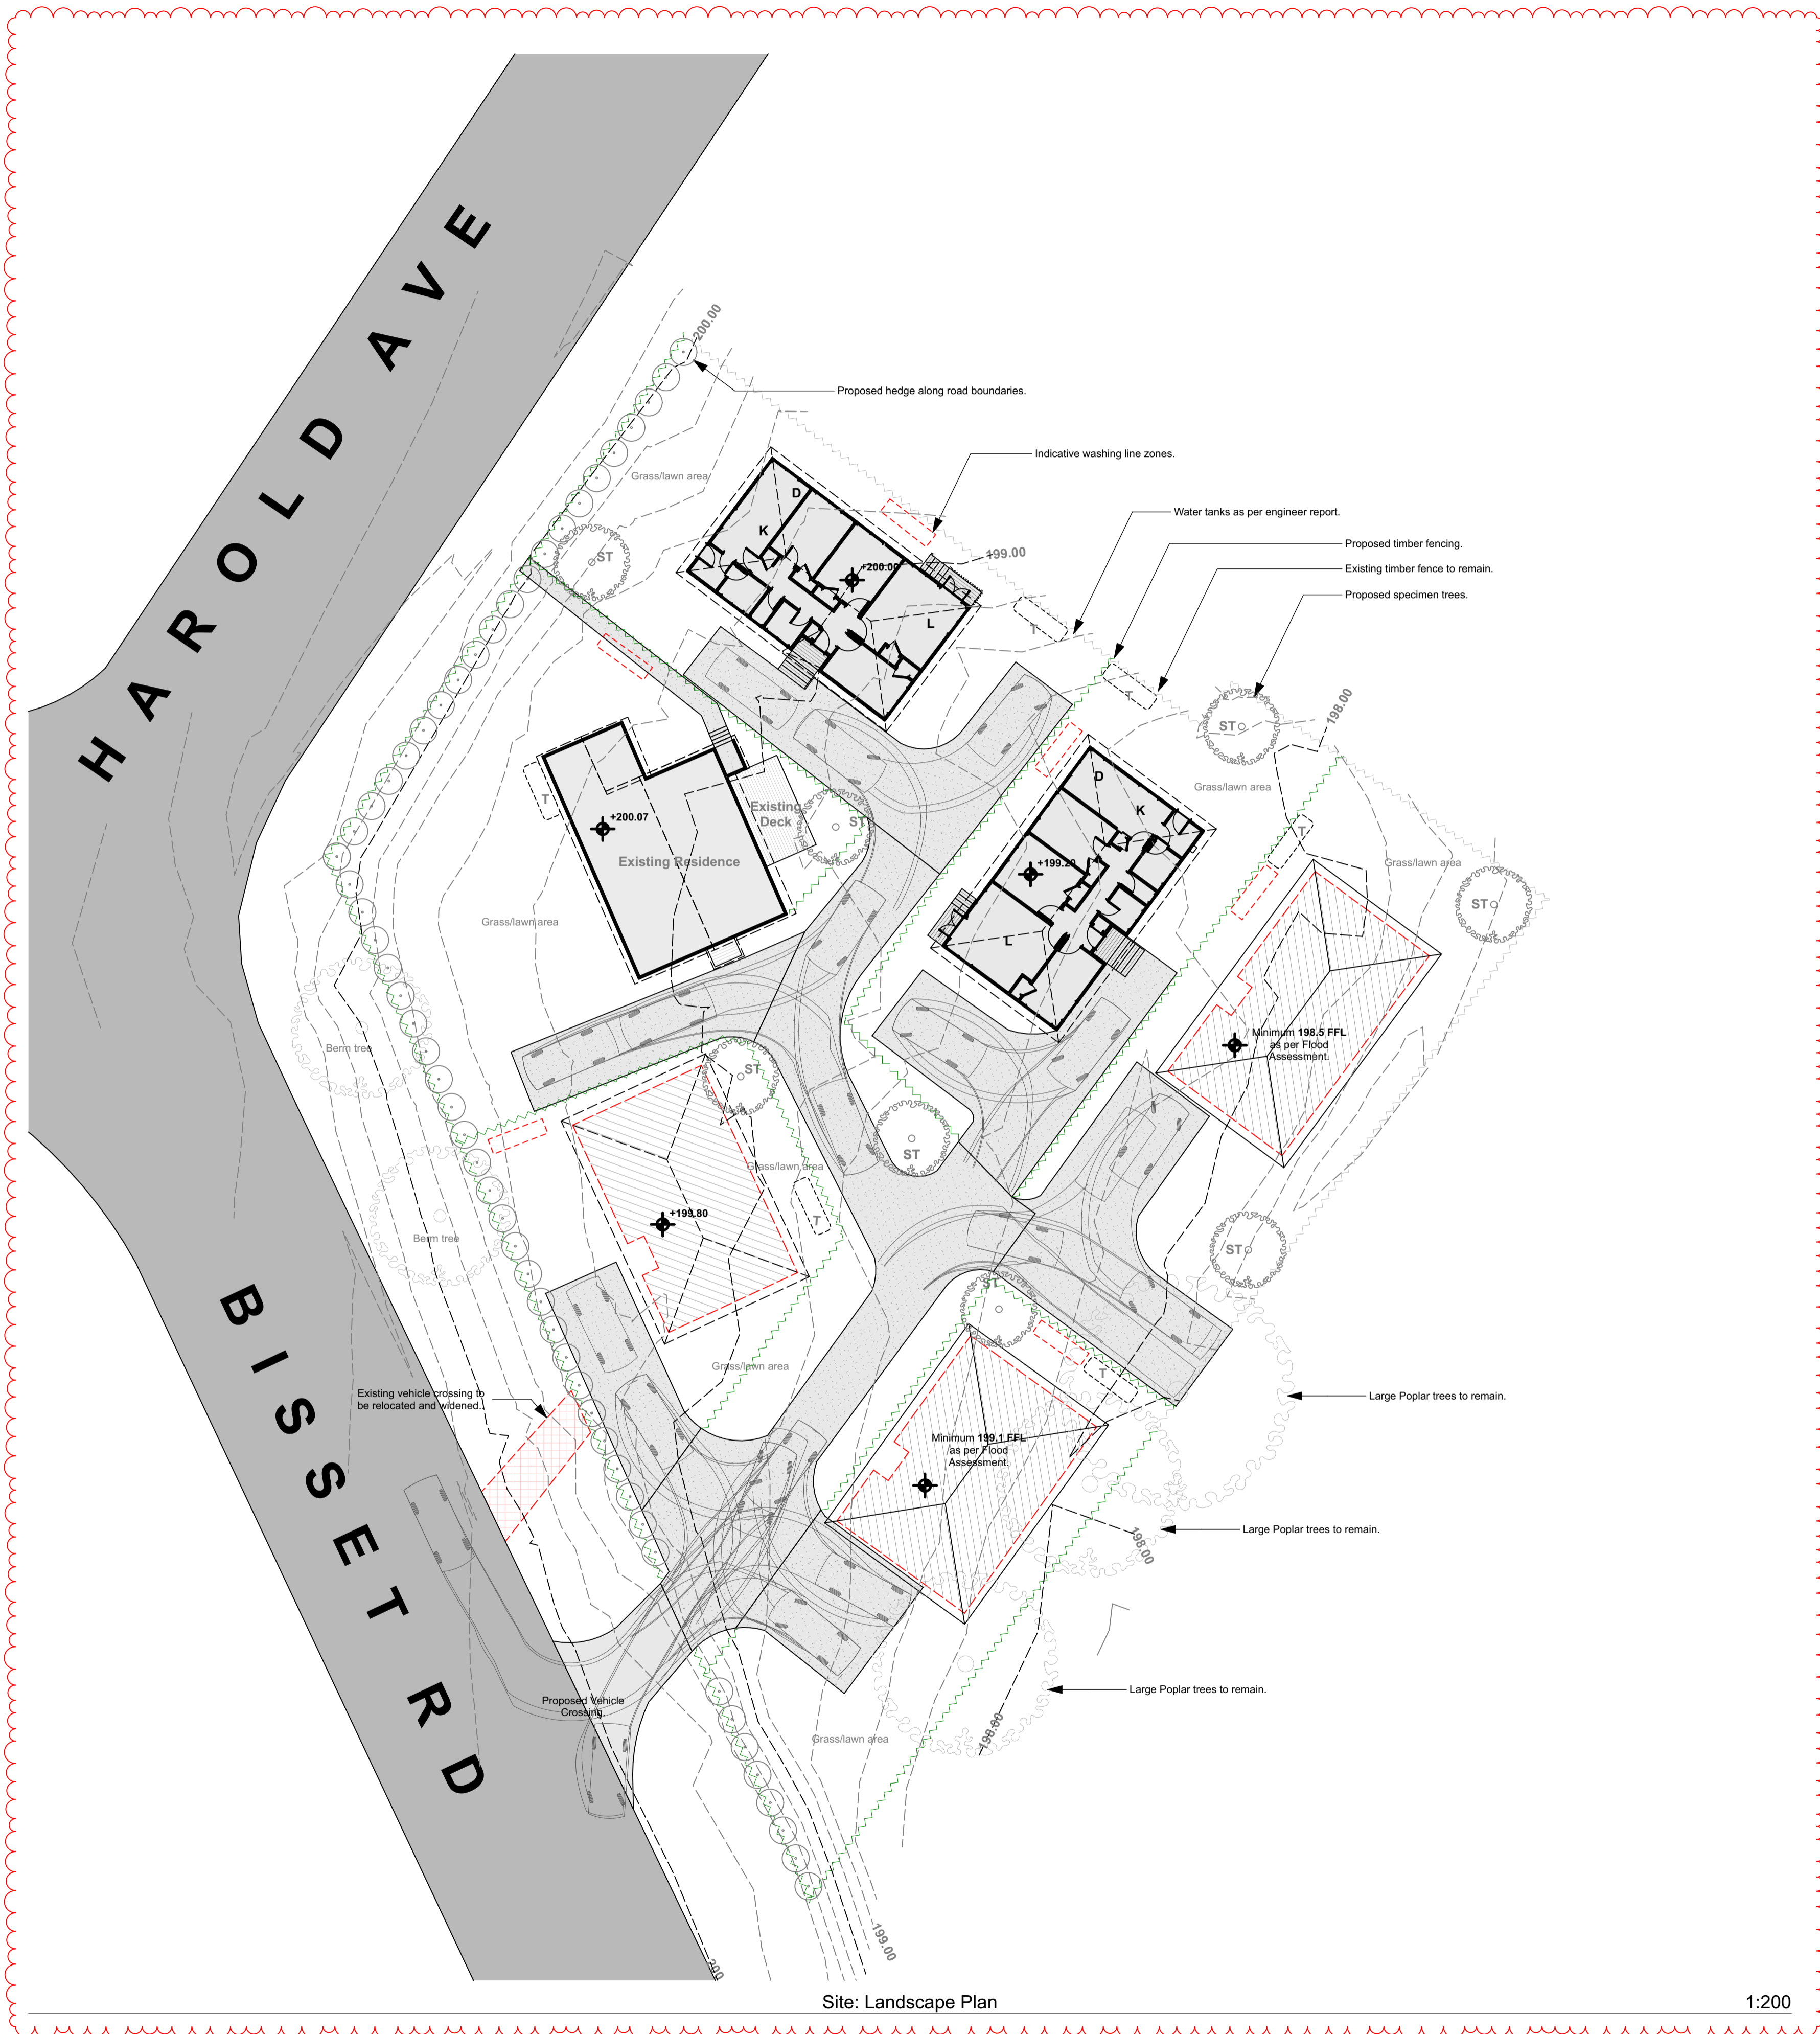 HAROLD AVE
200.00
Proposed hedge along road boundaries.
Indicative washing line zones.
Grass/lawn area
D
K
Water tanks as per engineer report.
Proposed timber fencing.
199.00
ST
+200.00
Existing timber fence to remain.
Proposed specimen trees.
L
T
T
198.00
ST
D
Grass/lawn area
T
Existing
Deck
+200.07
ST
K
T
Existing Residence
+199.20
Grass/lawn area
ST
Grass/lawn area
L
Minimum 198.5 FFL
as per Flood
Assessment.
Berm tree
ST
ST
Grass/lawn area
+199.80
T
Berm tree
ST
BISSET RD
ST
Grass/lawn area
T
Existing vehicle crossing to
be relocated and widened.
Large Poplar trees to remain.
Minimum 199.1 FFL
as per Flood
Assessment.
Large Poplar trees to remain.
198.00
Large Poplar trees to remain.
Proposed Vehicle
Crossing.
198.00
Grass/lawn area
199.00
200
Site: Landscape Plan
1:200